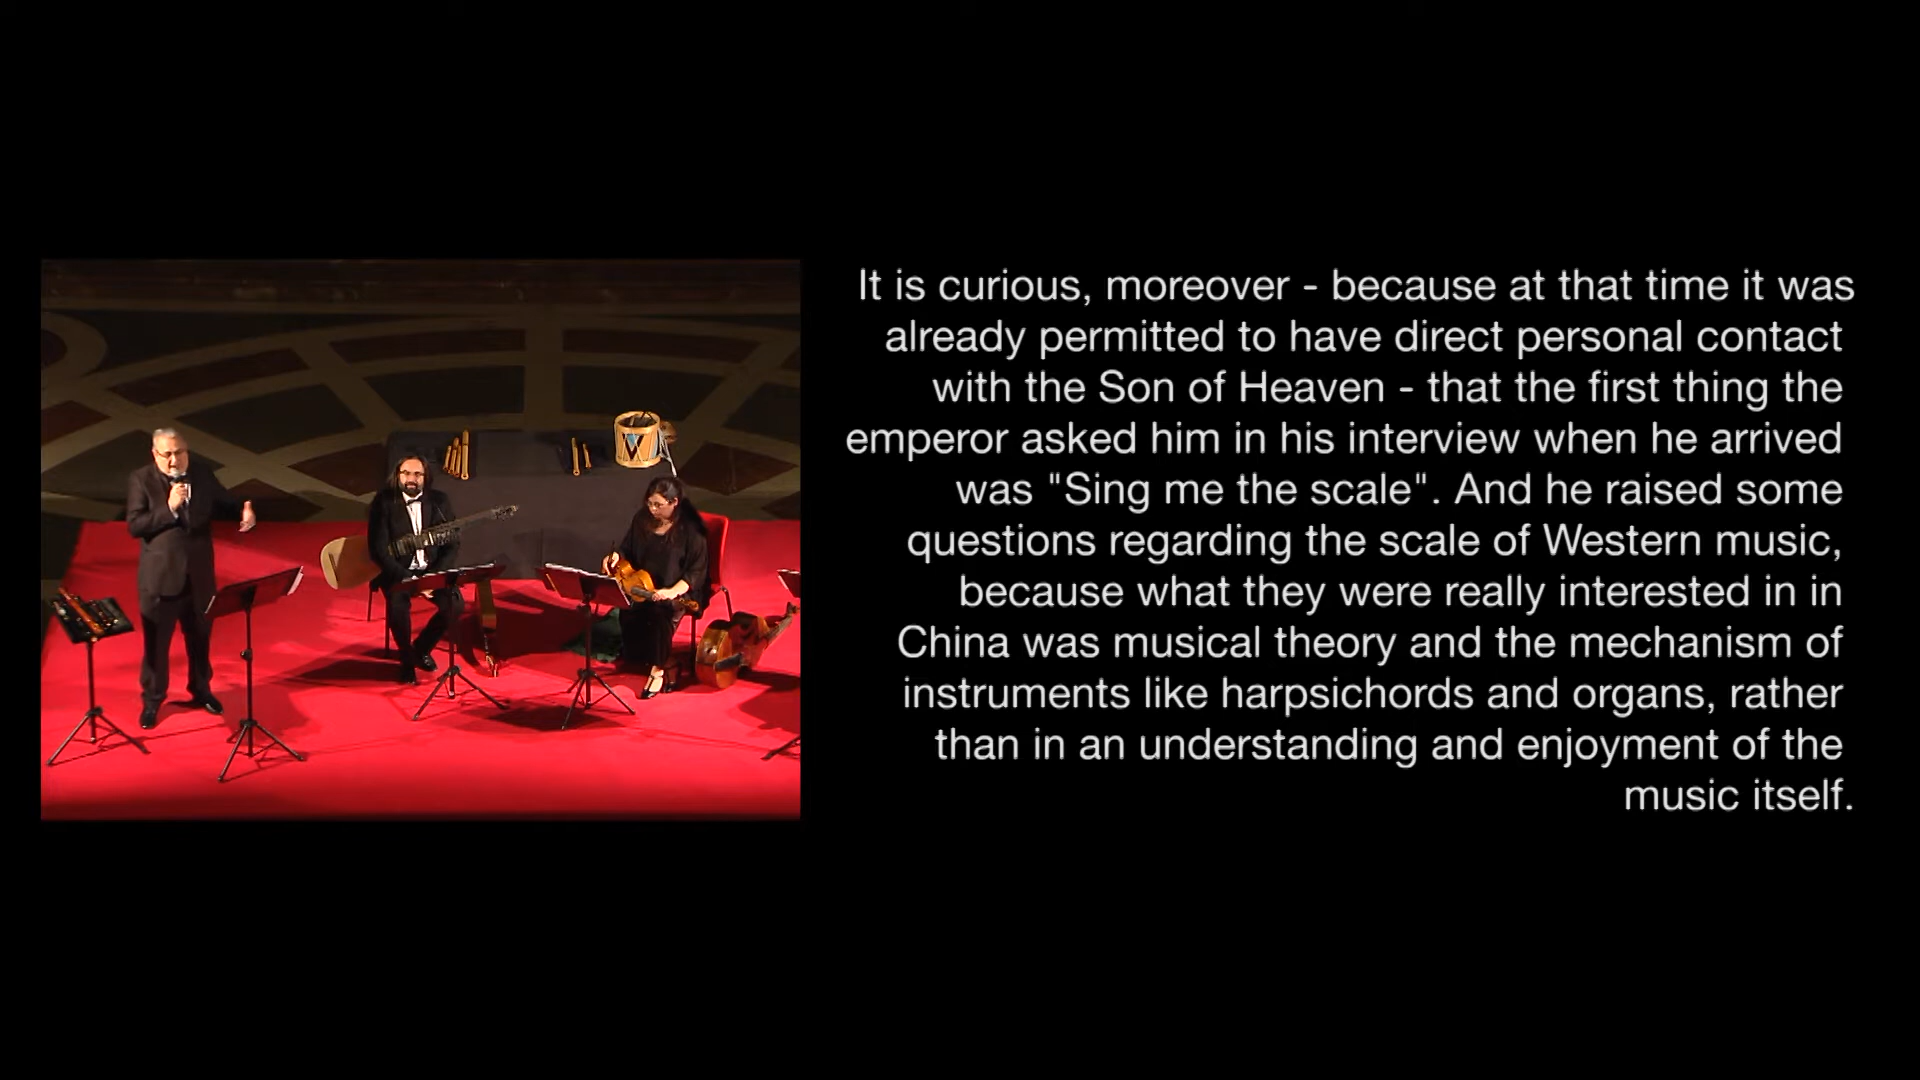 It is curious, moreover - because at that time it was
already permitted to have direct personal contact
with the Son of Heaven - that the first thing the
emperor asked him in his interview when he arrived
was "Sing me the scale". And he raised some
questions regarding the scale of Western music,
because what they were really interested in in
China was musical theory and the mechanism of
instruments like harpsichords and organs, rather
than in an understanding and enjoyment of the
music itself.